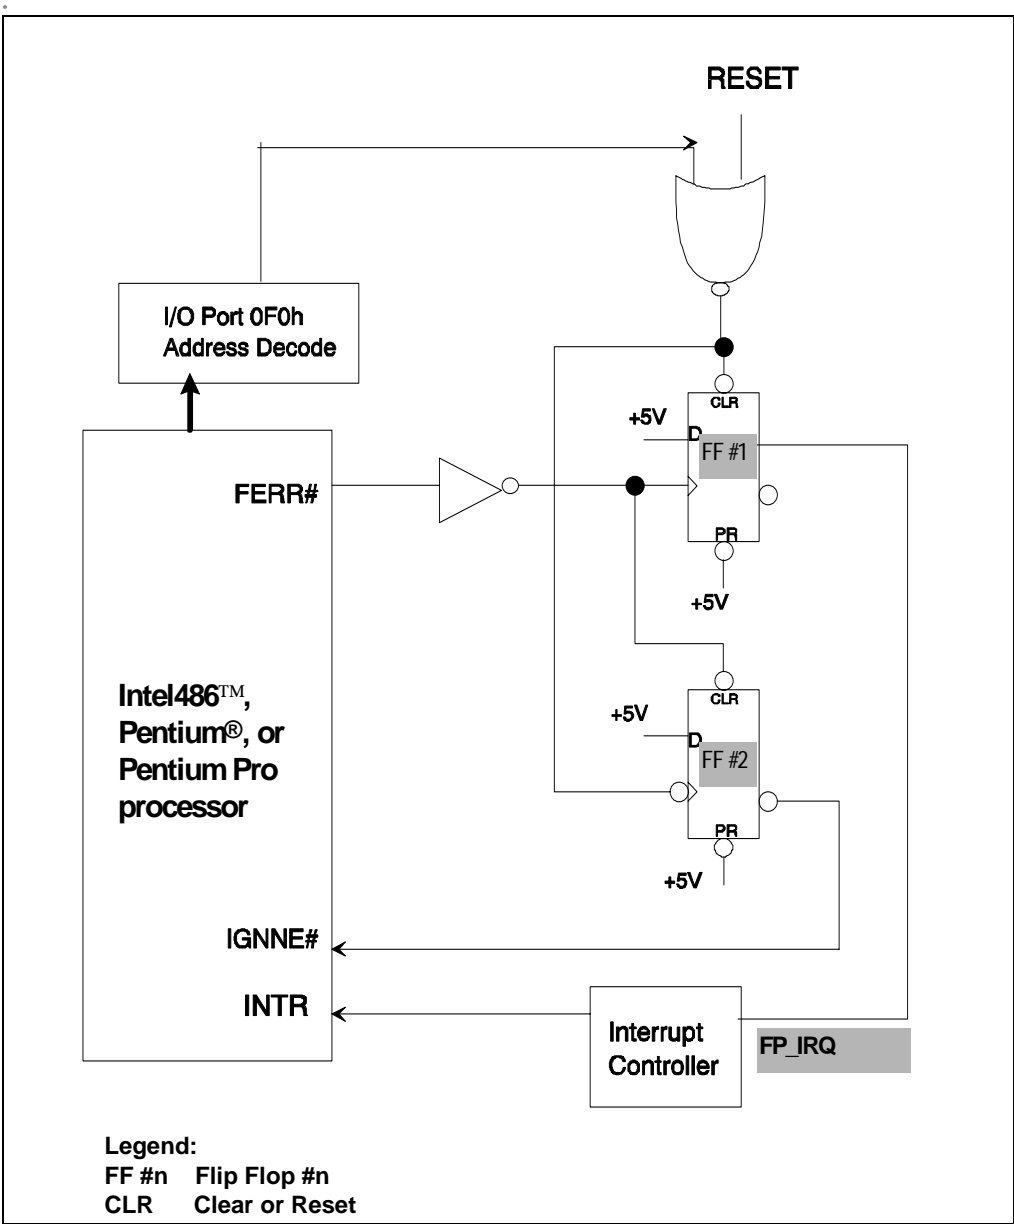 RESET
I/O Port 0F0h
Address Decode
CLR
+5V
D
FF #1
FERR#
PR
+5V
Intel486™,
Pentium®, or
Pentium Pro
processor
CLR
+5V
D
FF #2
PR
+5V
IGNNE#
INTR
Interrupt
Controller
FP_IRQ
Legend:
FF #n Flip Flop #n
CLR Clear or Reset